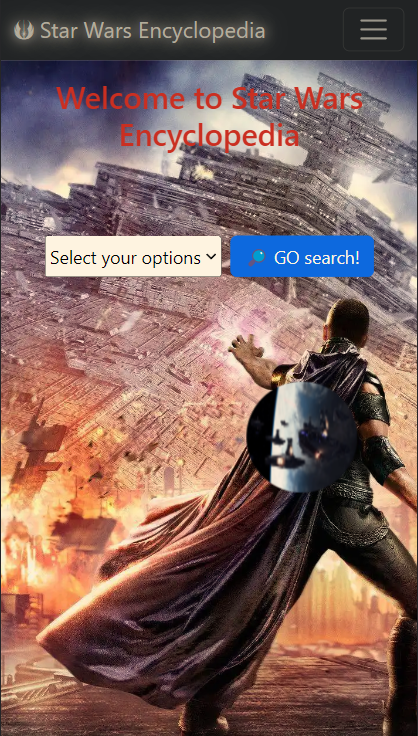 Star Wars Encyclopedia
Welcome to Star Wars
Encyclopedia
Select your options
GO search!